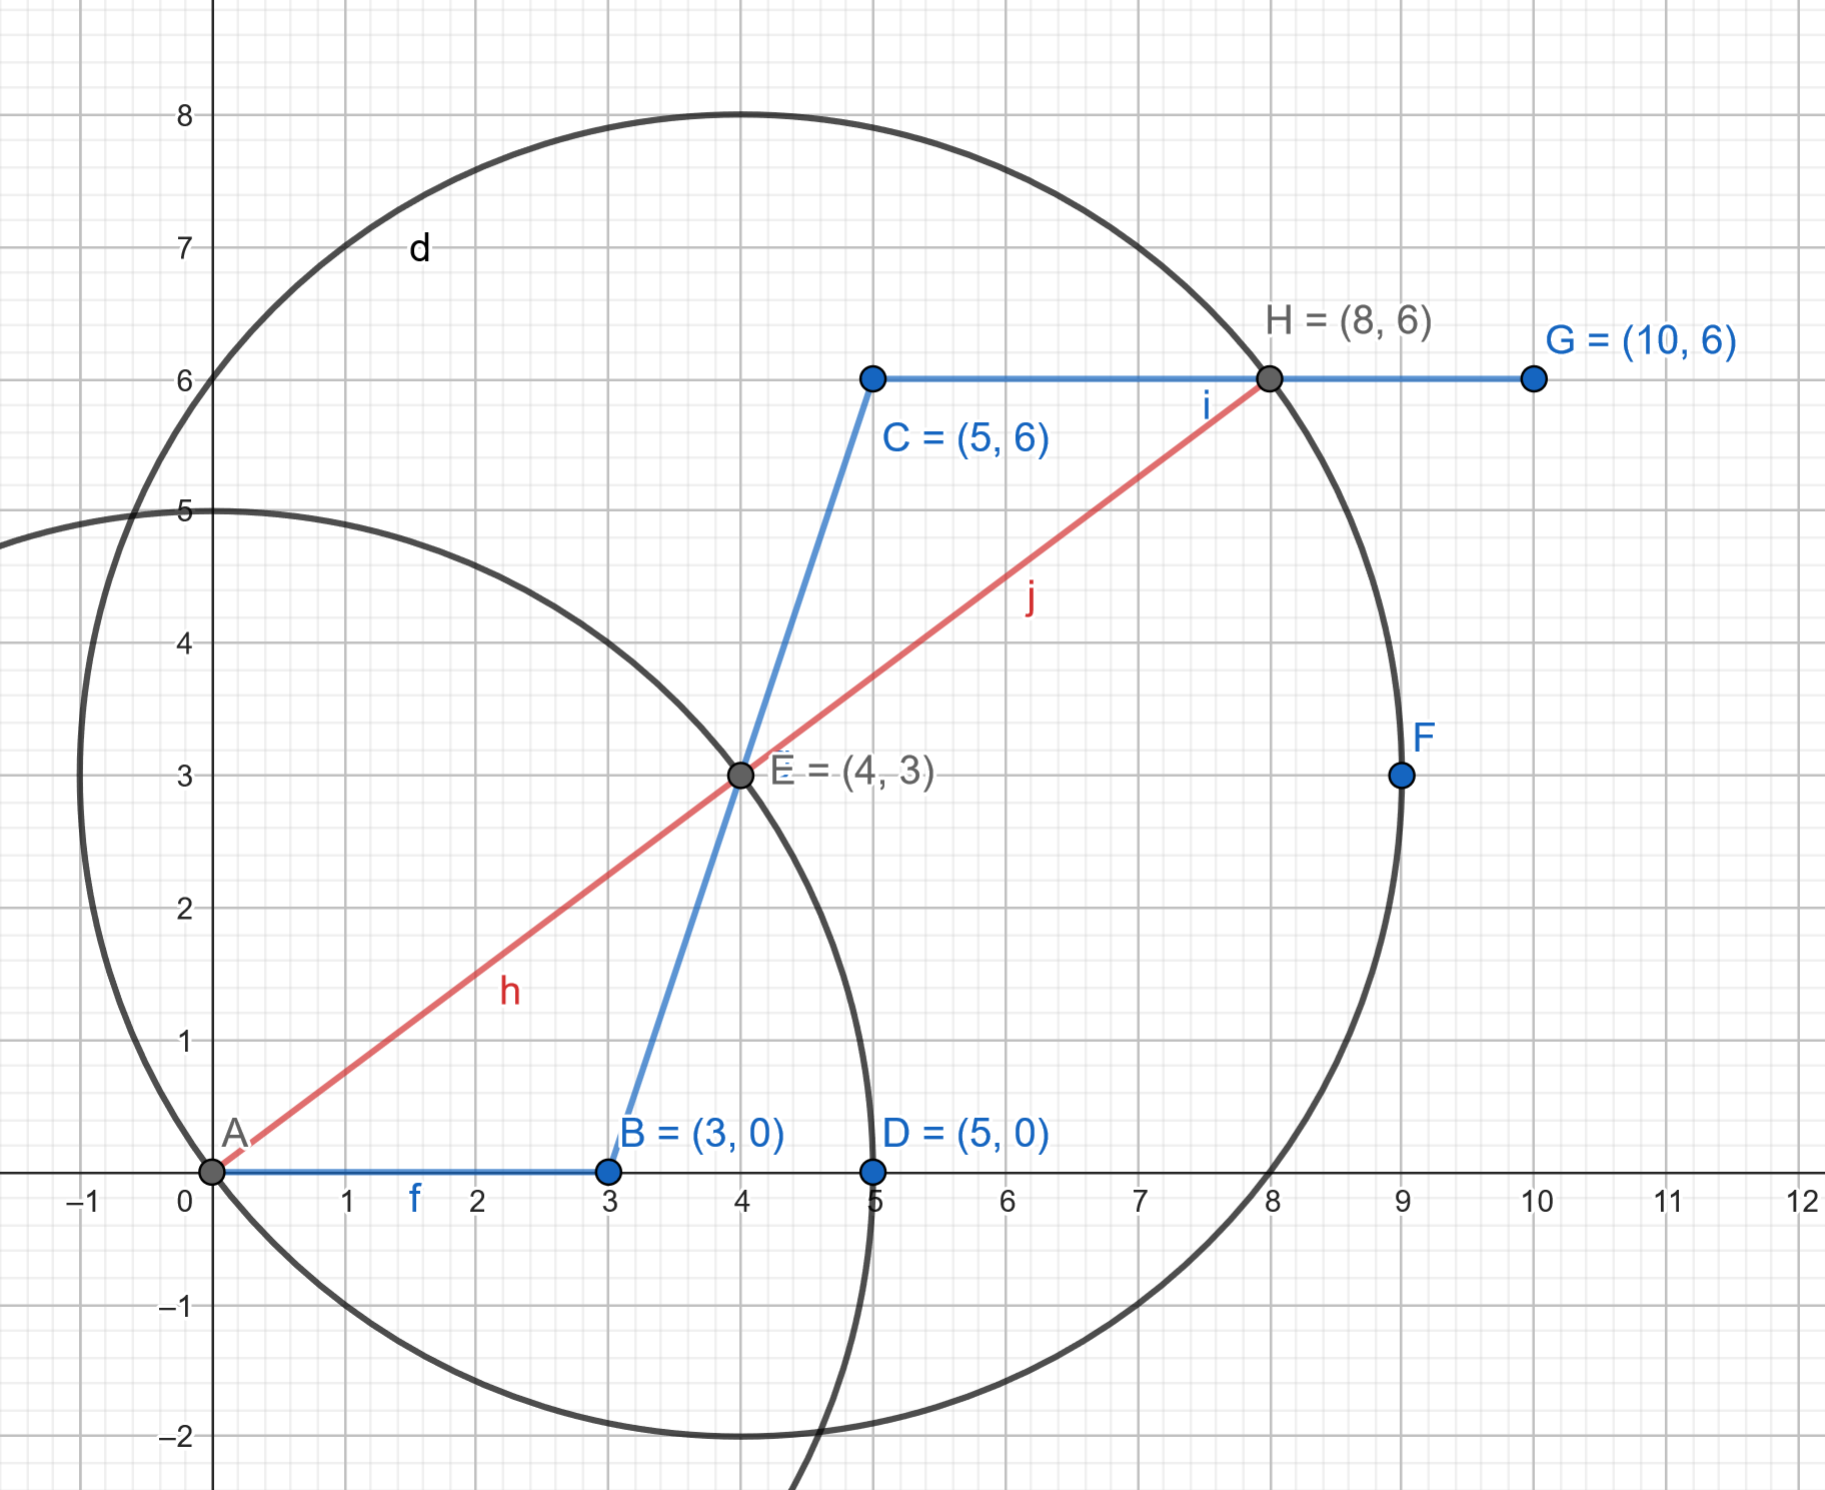 8
d
7
H = (8, 6)
G = (10, 6)
6
i
C = (5, 6)
5
j
4
F
E = (4, 3)
3
2
h
1
A
B = (3, 0)
D = (5, 0)
–1 0 1 2 3 4 5 6 7 8 9 10 11 12
f
–1
–2